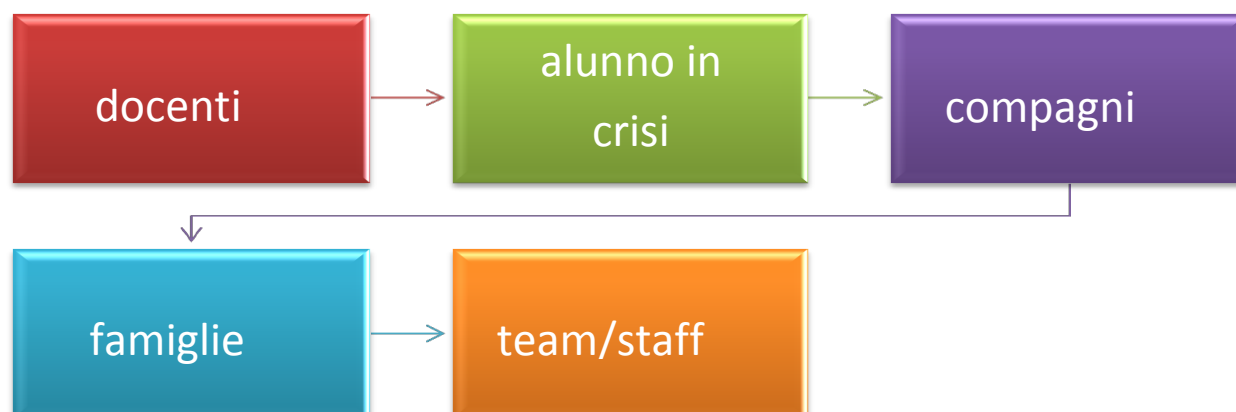 docenti
alunno in
crisi
compagni
famiglie
team/staff